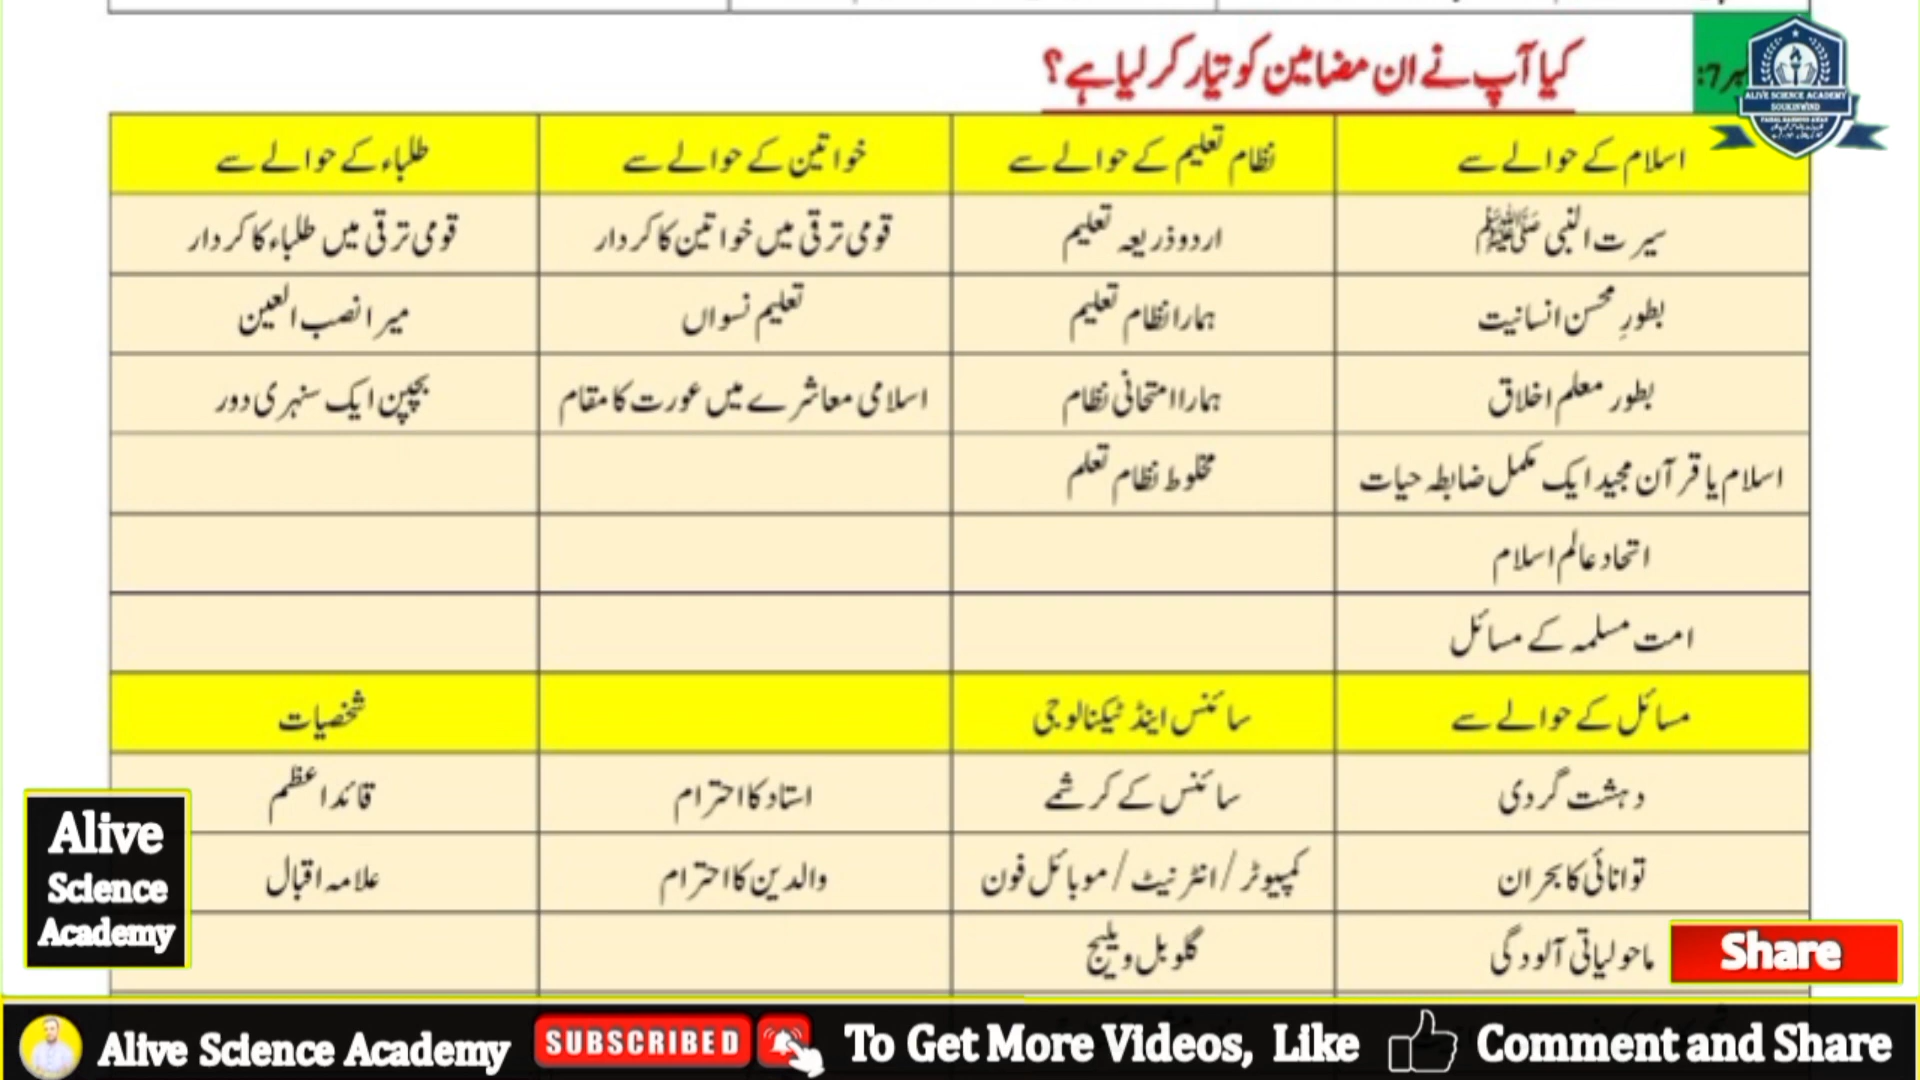 کیا آپ نے ان مضامین کو تیار کر لیا ہے؟
ALIVE SCIENCE ACADEMY
اسلام کے حوالے سے	نظام تعلیم کے حوالے سے	خواتین کے حوالے سے	طلباء کے حوالے سے
سیرت النبی ﷺ	اردو ذریعہ تعلیم	قومی ترقی میں خواتین کا کردار	قومی ترقی میں طلباء کا کردار
بطورِ محسن انسانیت	ہمارا نظام تعلیم	تعلیم نسواں	میرا نصب العین
بطور معلم اخلاق	ہمارا امتحانی نظام	اسلامی معاشرے میں عورت کا مقام	بچپن ایک سنہری دور
اسلام یا قرآن مجید ایک مکمل ضابطہ حیات	مخلوط نظام تعلم
اتحاد عالم اسلام
امت مسلمہ کے مسائل
مسائل کے حوالے سے	سائنس اینڈ ٹیکنالوجی	شخصیات
دہشت گردی	سائنس کے کرشمے	استاد کا احترام	قائد اعظم
توانائی کا بحران	کمپیوٹر/انٹرنیٹ/موبائل فون	والدین کا احترام	علامہ اقبال
ماحولیاتی آلودگی	گلوبل ویلیج
Alive
Science
Academy
Share
Alive Science Academy SUBSCRIBED To Get More Videos, Like Comment and Share